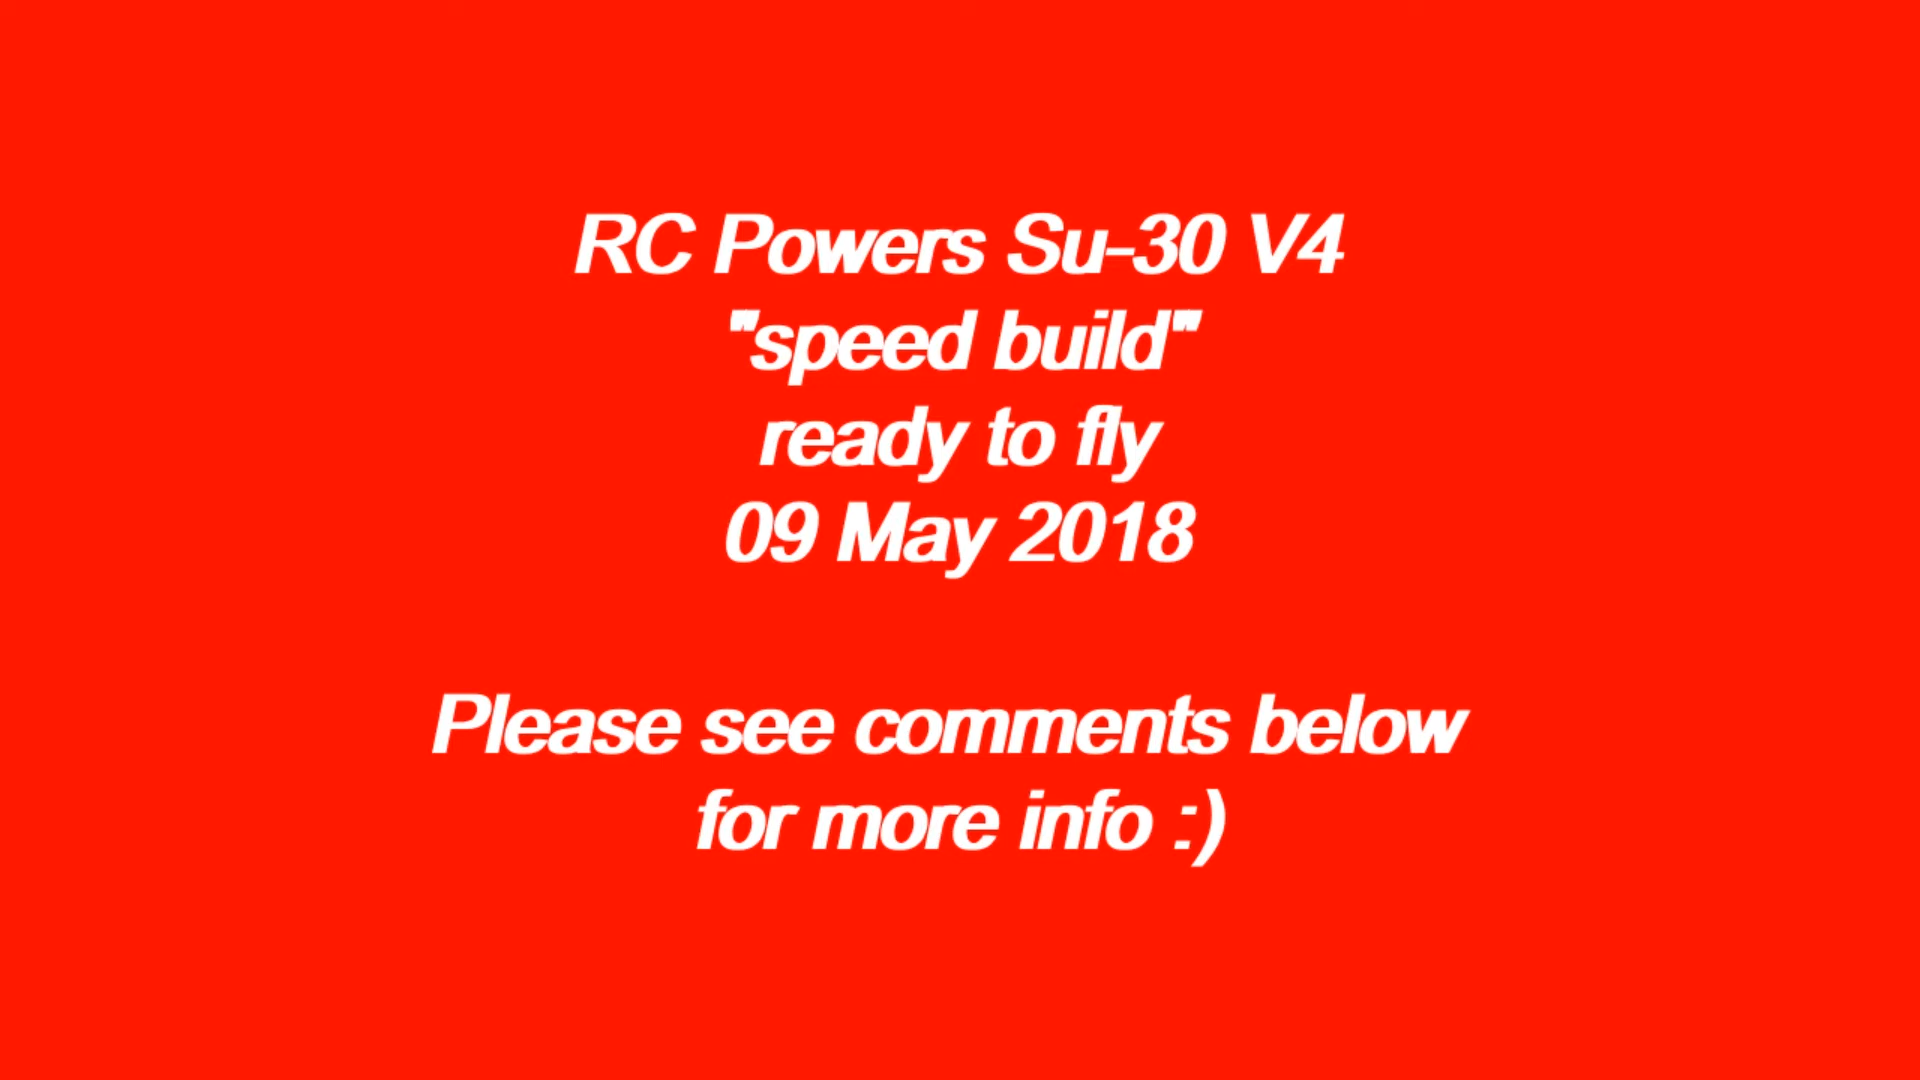 RC Powers Su-30 V4
"speed build"
ready to fly
09 May 2018
Please see comments below
for more info :)